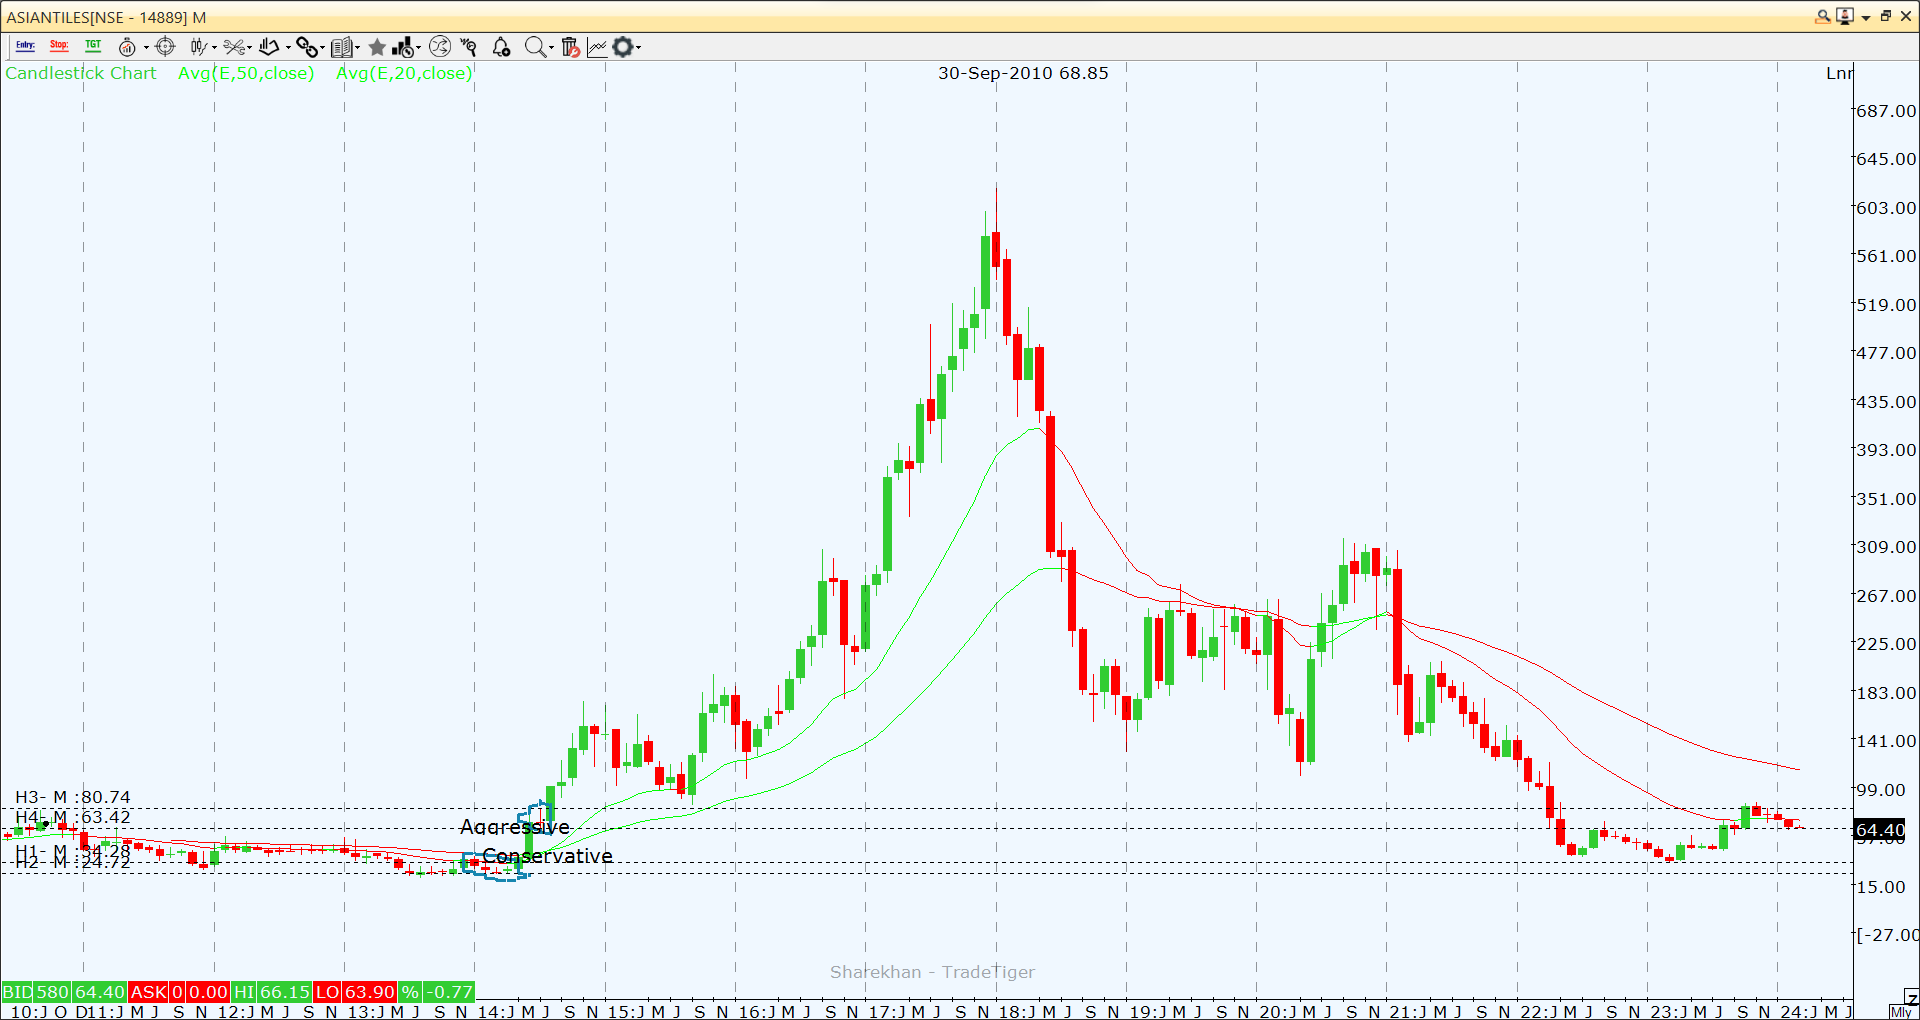 ASIANTILES[NSE - 14889] M
Entry: Stop: TGT
Candlestick Chart Avg(E,50,close) Avg(E,20,close) 30-Sep-2010 68.85 Lnr
687.00
645.00
603.00
561.00
519.00
477.00
435.00
393.00
351.00
309.00
267.00
225.00
183.00
141.00
99.00
64.40
57.00
15.00
[-27.00
H3- M :80.74
H4- M :63.42
H1- M :34.28
H2- M :24.72
Aggressive
Conservative
Sharekhan - TradeTiger
BID 580 64.40 ASK 0 0.00 HI 66.15 LO 63.90 % -0.77
10:J O D11:J M J S N 12:J M J S N 13:J M J S N 14:J M J S N 15:J M J S N 16:J M J S N 17:J M J S N 18:J M J S N 19:J M J S N 20:J M J S N 21:J M J S N 22:J M J S N 23:J M J S N 24:J M J
Z
Mly